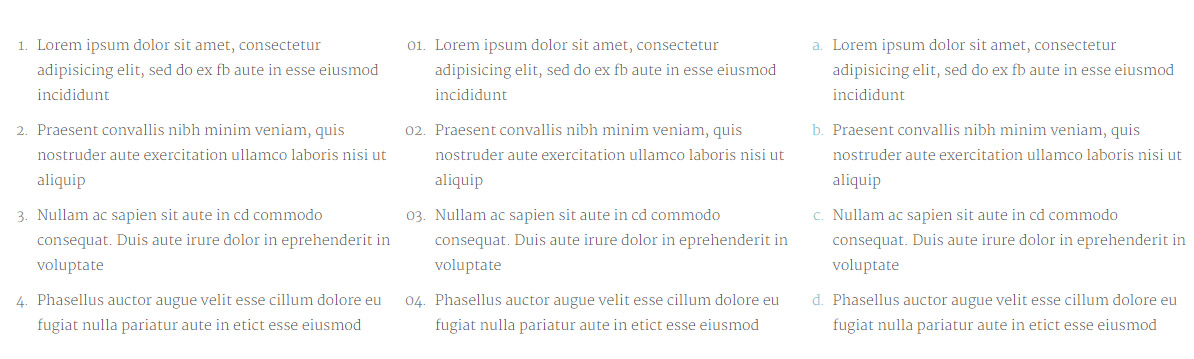 1. Lorem ipsum dolor sit amet, consectetur
adipisicing elit, sed do ex fb aute in esse eiusmod
incididunt
2. Praesent convallis nibh minim veniam, quis
nostruder aute exercitation ullamco laboris nisi ut
aliquip
3. Nullam ac sapien sit aute in cd commodo
consequat. Duis aute irure dolor in eprehenderit in
voluptate
4. Phasellus auctor augue velit esse cillum dolore eu
fugiat nulla pariatur aute in etict esse eiusmod
01. Lorem ipsum dolor sit amet, consectetur
adipisicing elit, sed do ex fb aute in esse eiusmod
incididunt
02. Praesent convallis nibh minim veniam, quis
nostruder aute exercitation ullamco laboris nisi ut
aliquip
03. Nullam ac sapien sit aute in cd commodo
consequat. Duis aute irure dolor in eprehenderit in
voluptate
04. Phasellus auctor augue velit esse cillum dolore eu
fugiat nulla pariatur aute in etict esse eiusmod
a. Lorem ipsum dolor sit amet, consectetur
adipisicing elit, sed do ex fb aute in esse eiusmod
incididunt
b. Praesent convallis nibh minim veniam, quis
nostruder aute exercitation ullamco laboris nisi ut
aliquip
c. Nullam ac sapien sit aute in cd commodo
consequat. Duis aute irure dolor in eprehenderit in
voluptate
d. Phasellus auctor augue velit esse cillum dolore eu
fugiat nulla pariatur aute in etict esse eiusmod